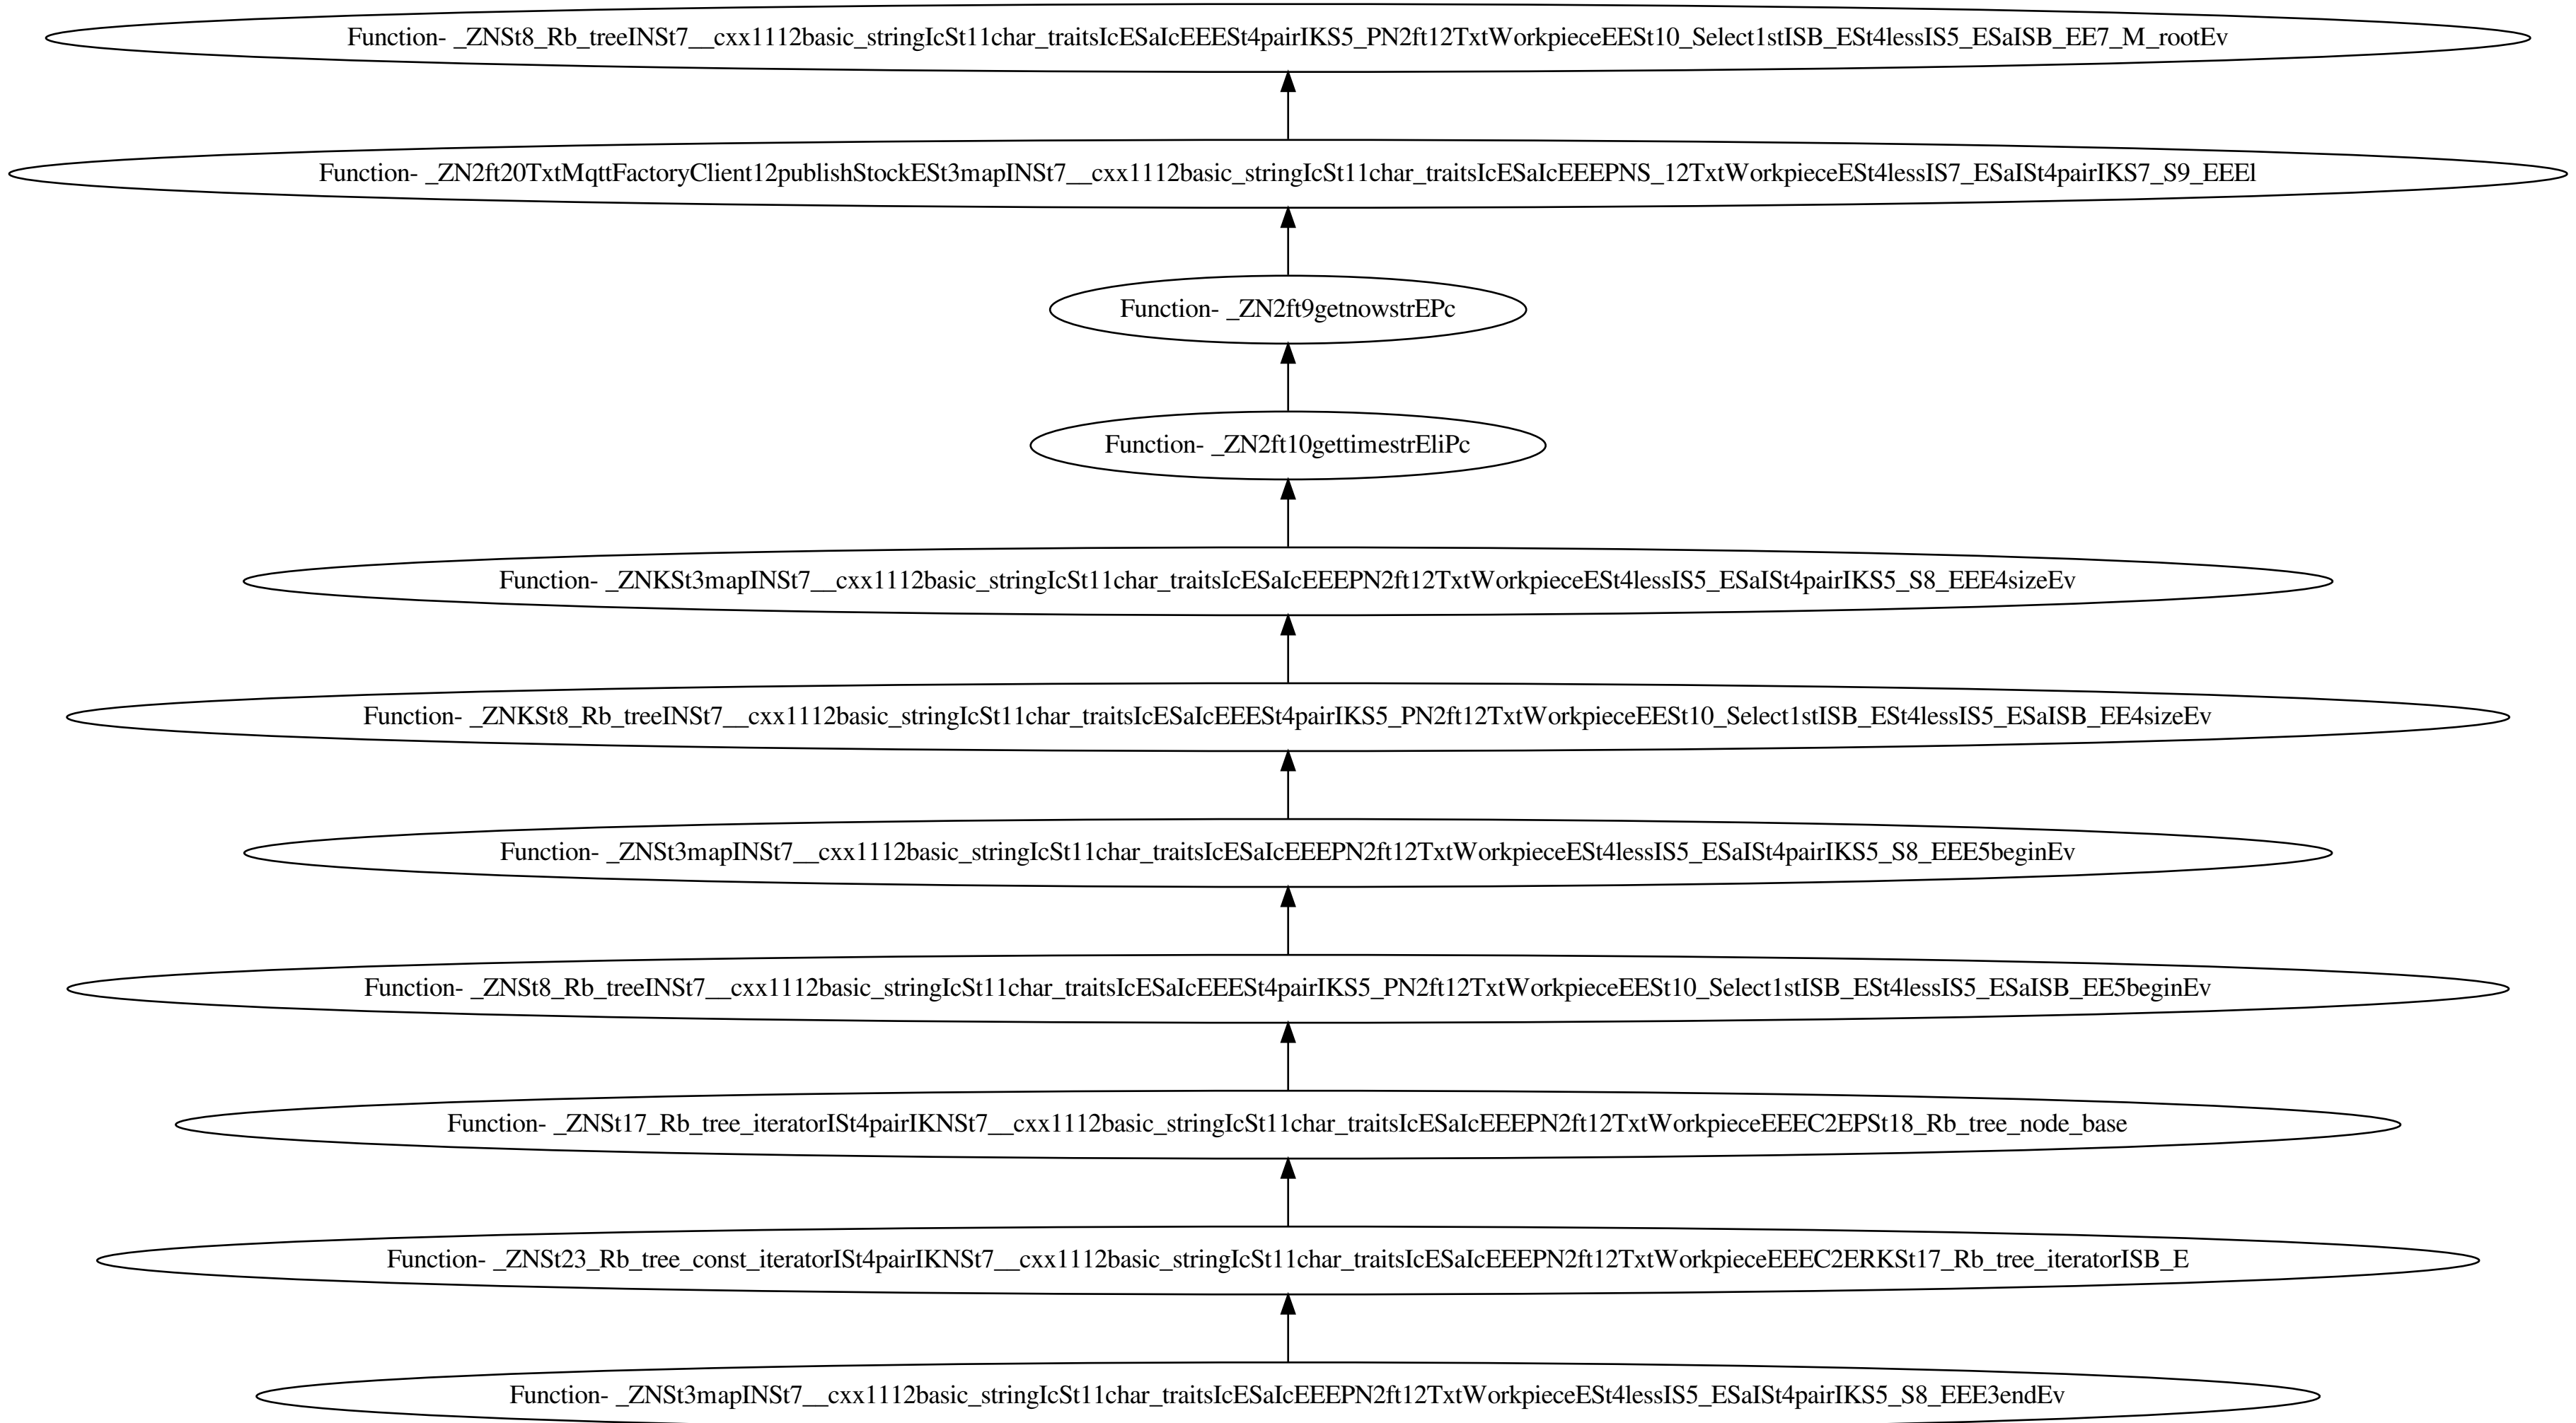 Function- _ZNSt8_Rb_treeINSt7__cxx1112basic_stringIcSt11char_traitsIcESaIcEEESt4pairIKS5_PN2ft12TxtWorkpieceEESt10_Select1stISB_ESt4lessIS5_ESaISB_EE7_M_rootEv
Function- _ZN2ft20TxtMqttFactoryClient12publishStockESt3mapINSt7__cxx1112basic_stringIcSt11char_traitsIcESaIcEEEPNS_12TxtWorkpieceESt4lessIS7_ESaISt4pairIKS7_S9_EEEl
Function- _ZN2ft9getnowstrEPc
Function- _ZN2ft10gettimestrEliPc
Function- _ZNKSt3mapINSt7__cxx1112basic_stringIcSt11char_traitsIcESaIcEEEPN2ft12TxtWorkpieceESt4lessIS5_ESaISt4pairIKS5_S8_EEE4sizeEv
Function- _ZNKSt8_Rb_treeINSt7__cxx1112basic_stringIcSt11char_traitsIcESaIcEEESt4pairIKS5_PN2ft12TxtWorkpieceEESt10_Select1stISB_ESt4lessIS5_ESaISB_EE4sizeEv
Function- _ZNSt3mapINSt7__cxx1112basic_stringIcSt11char_traitsIcESaIcEEEPN2ft12TxtWorkpieceESt4lessIS5_ESaISt4pairIKS5_S8_EEE5beginEv
Function- _ZNSt8_Rb_treeINSt7__cxx1112basic_stringIcSt11char_traitsIcESaIcEEESt4pairIKS5_PN2ft12TxtWorkpieceEESt10_Select1stISB_ESt4lessIS5_ESaISB_EE5beginEv
Function- _ZNSt17_Rb_tree_iteratorISt4pairIKNSt7__cxx1112basic_stringIcSt11char_traitsIcESaIcEEEPN2ft12TxtWorkpieceEEEC2EPSt18_Rb_tree_node_base
Function- _ZNSt23_Rb_tree_const_iteratorISt4pairIKNSt7__cxx1112basic_stringIcSt11char_traitsIcESaIcEEEPN2ft12TxtWorkpieceEEEC2ERKSt17_Rb_tree_iteratorISB_E
Function- _ZNSt3mapINSt7__cxx1112basic_stringIcSt11char_traitsIcESaIcEEEPN2ft12TxtWorkpieceESt4lessIS5_ESaISt4pairIKS5_S8_EEE3endEv